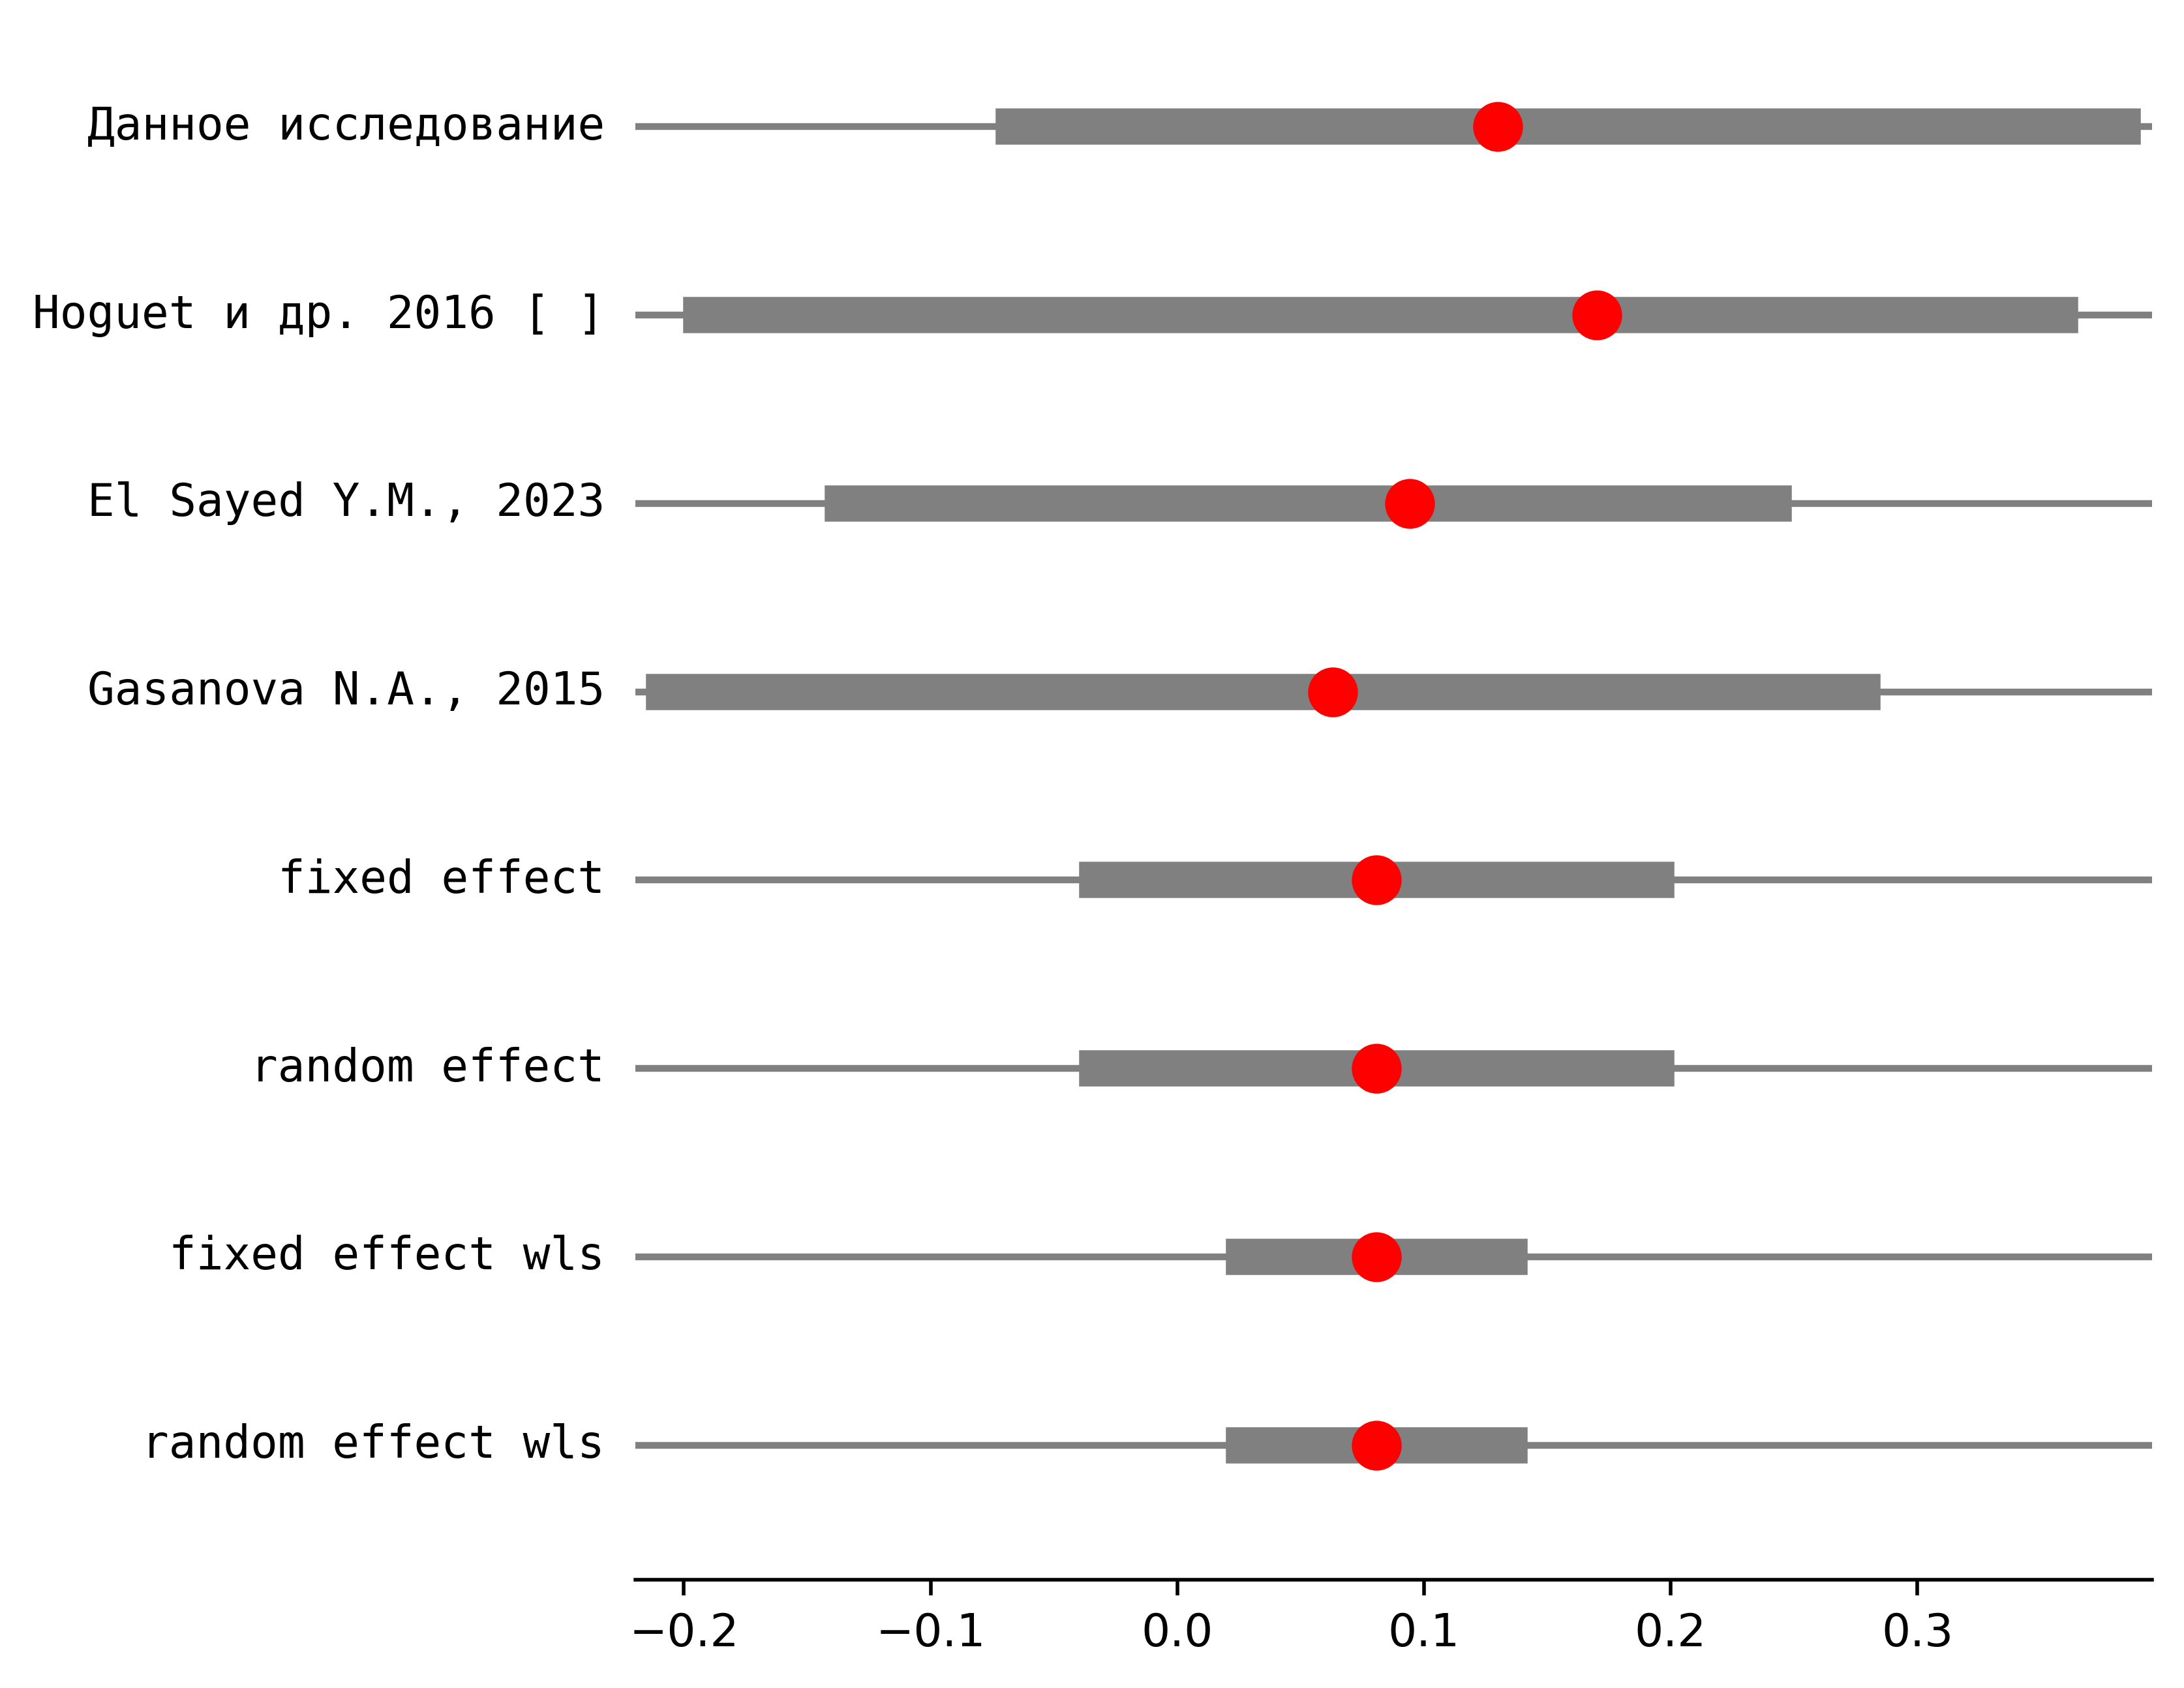 Данное исследование
Hoguet и др. 2016 [ ]
El Sayed Y.M., 2023
Gasanova N.A., 2015
fixed effect
random effect
fixed effect wls
random effect wls
−0.2 −0.1 0.0 0.1 0.2 0.3